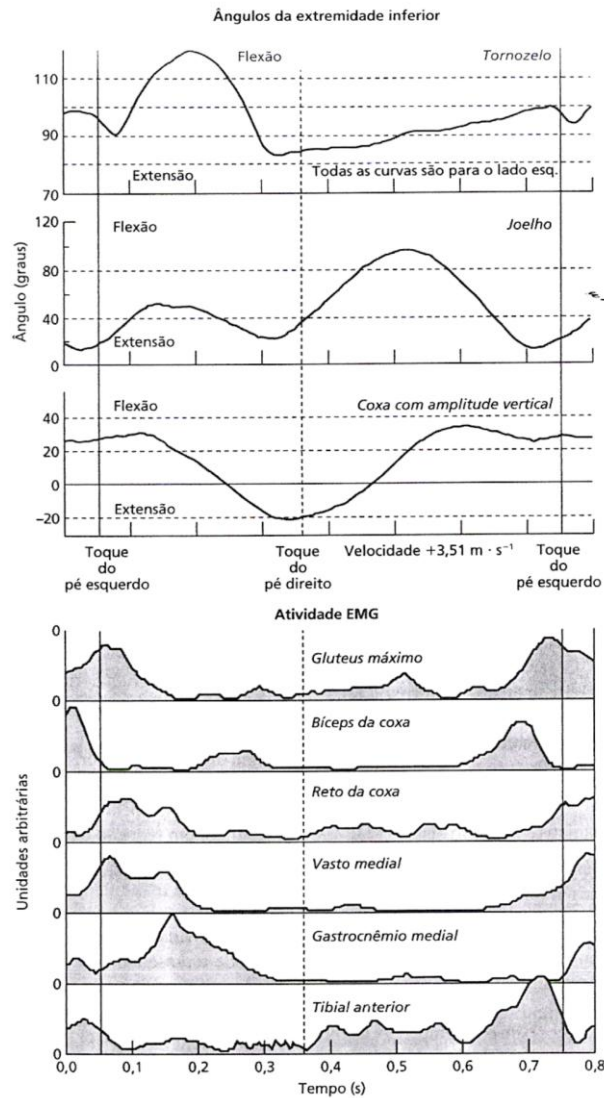 Ângulos da extremidade inferior
Flexão
Tornozelo
110
90
70
Extensão
Todas as curvas são para o lado esq.
Ângulo (graus)
120
Flexão
Joelho
80
40
Extensão
0
Flexão
Coxa com amplitude vertical
40
20
0
Extensão
-20
Toque
do
pé esquerdo
Toque
do
pé direito
Velocidade +3,51 m · s⁻¹
Toque
do
pé esquerdo
Atividade EMG
Unidades arbitrárias
0
Gluteus máximo
0
Bíceps da coxa
0
Reto da coxa
0
Vasto medial
0
Gastrocnêmio medial
0
Tibial anterior
0,0 0,1 0,2 0,3 0,4 0,5 0,6 0,7 0,8
Tempo (s)